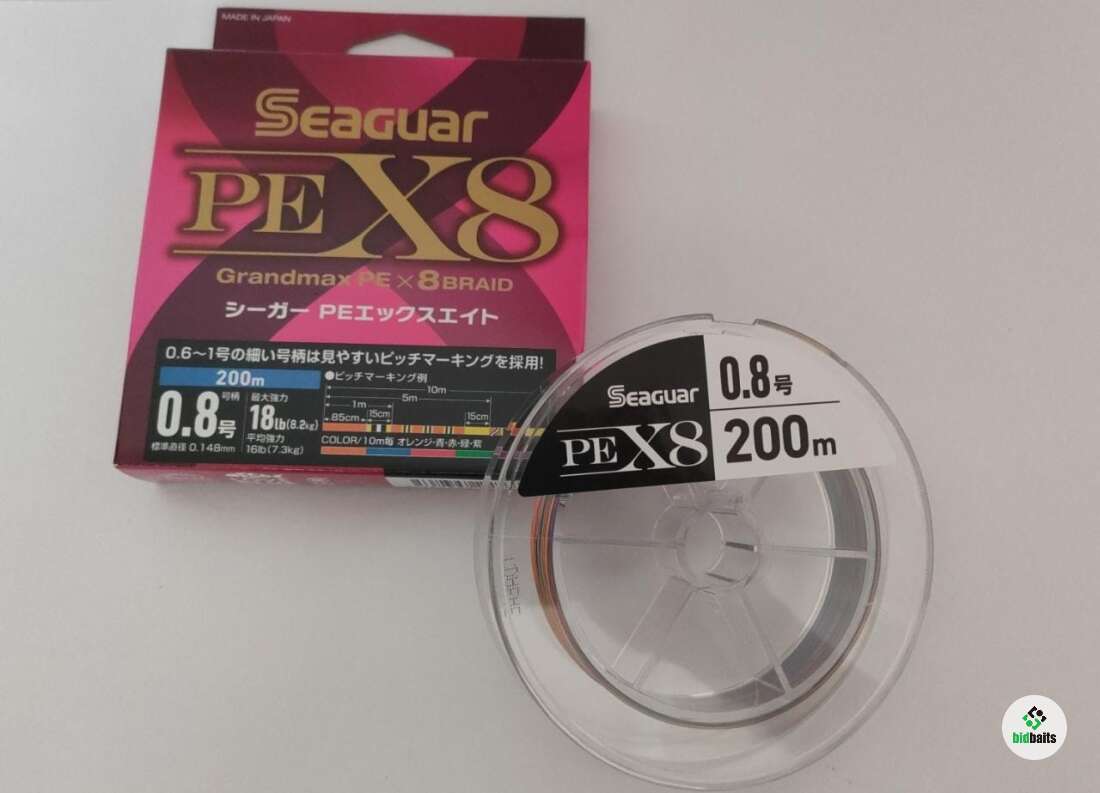 MADE IN JAPAN
SEAGUAR
PE X8
Grandmax PE×8BRAID
シーガー PEエックスエイト
0.6～1号の細い号柄は見やすいピッチマーキングを採用!
200m
号柄
0.8号
標準直径 0.148mm
最大強力
18lb(8.2kg)
平均強力
16lb(7.3kg)
●ピッチマーキング例
10m
5m
1m
85cm
15cm
15cm
COLOR/10m毎 オレンジ・青・赤・緑・紫
SEAGUAR
PE X8
0.8号
200m
bidbaits